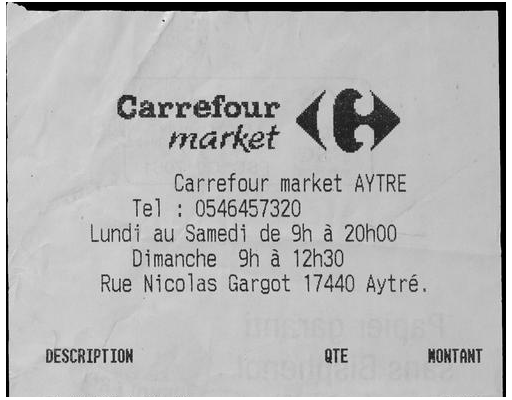 Carrefour
market
Carrefour market AYTRE
Tel : 0546457320
Lundi au Samedi de 9h à 20h00
Dimanche 9h à 12h30
Rue Nicolas Gargot 17440 Aytré.
Papier garanti
sans Bisphénol
DESCRIPTION QTE MONTANT